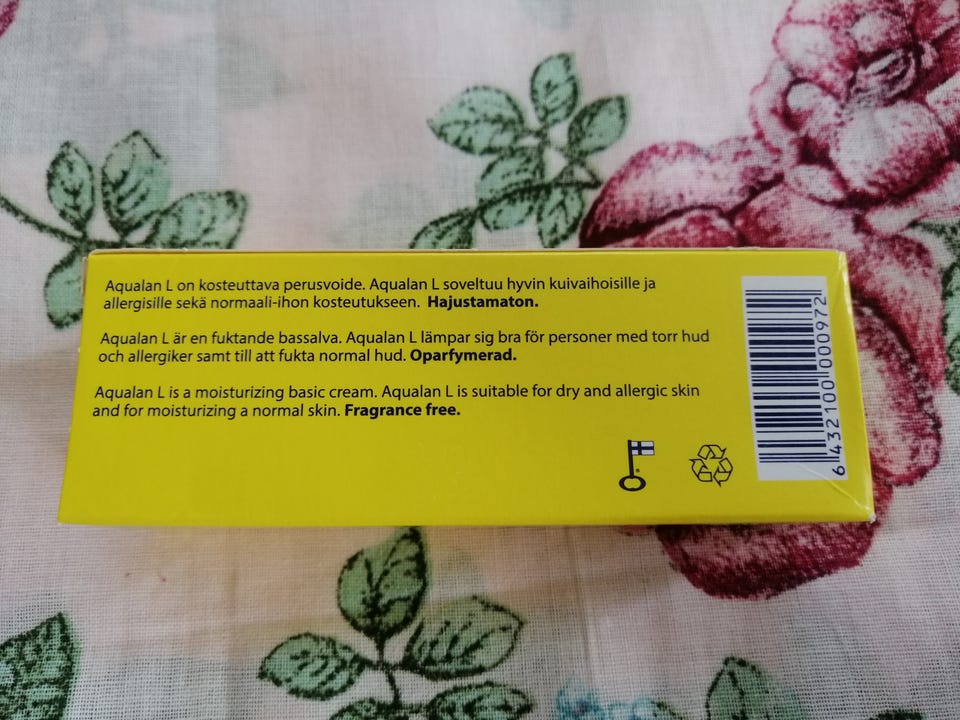 Aqualan L on kosteuttava perusvoide. Aqualan L soveltuu hyvin kuivaihoisille ja
allergisille sekä normaali-ihon kosteutukseen. Hajustamaton.
Aqualan L är en fuktande bassalva. Aqualan L lämpar sig bra för personer med torr hud
och allergiker samt till att fukta normal hud. Oparfymerad.
Aqualan L is a moisturizing basic cream. Aqualan L is suitable for dry and allergic skin
and for moisturizing a normal skin. Fragrance free.
6 432100 000972